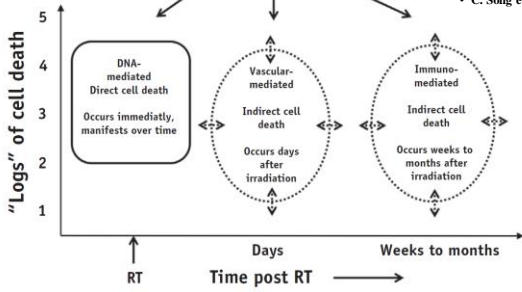 • C. Song e
5
4
3
2
1
"Logs" of cell death
DNA-
mediated
Direct cell death
Occurs immediatly,
manifests over time
Vascular-
mediated
Indirect cell
death
Occurs days
after
irradiation
Immuno-
mediated
Indirect cell
death
Occurs weeks to
months after
irradiation
Days
Weeks to months
RT
Time post RT